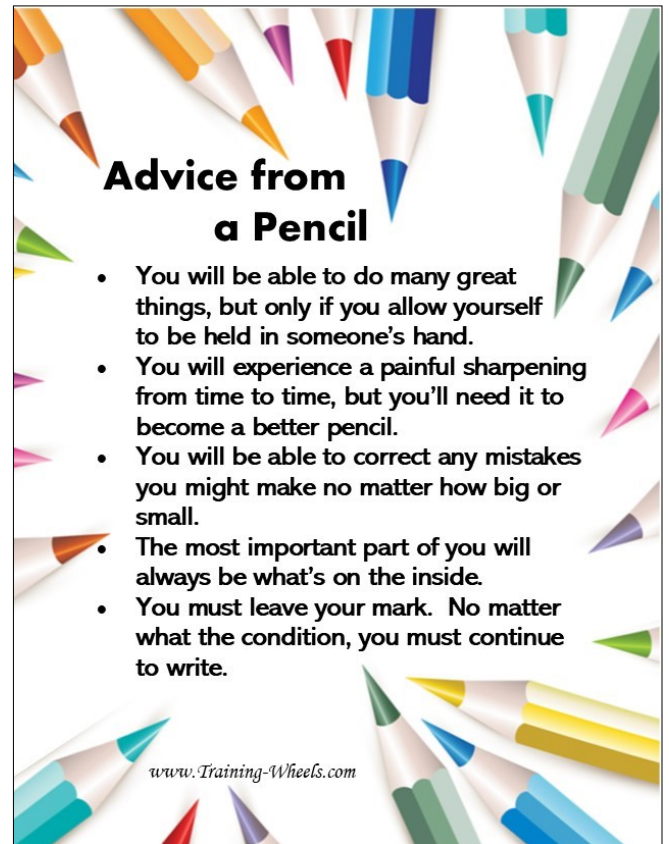 Advice from
a Pencil
• You will be able to do many great
things, but only if you allow yourself
to be held in someone's hand.
• You will experience a painful sharpening
from time to time, but you'll need it to
become a better pencil.
• You will be able to correct any mistakes
you might make no matter how big or
small.
• The most important part of you will
always be what's on the inside.
• You must leave your mark.  No matter
what the condition, you must continue
to write.
www.Training-Wheels.com